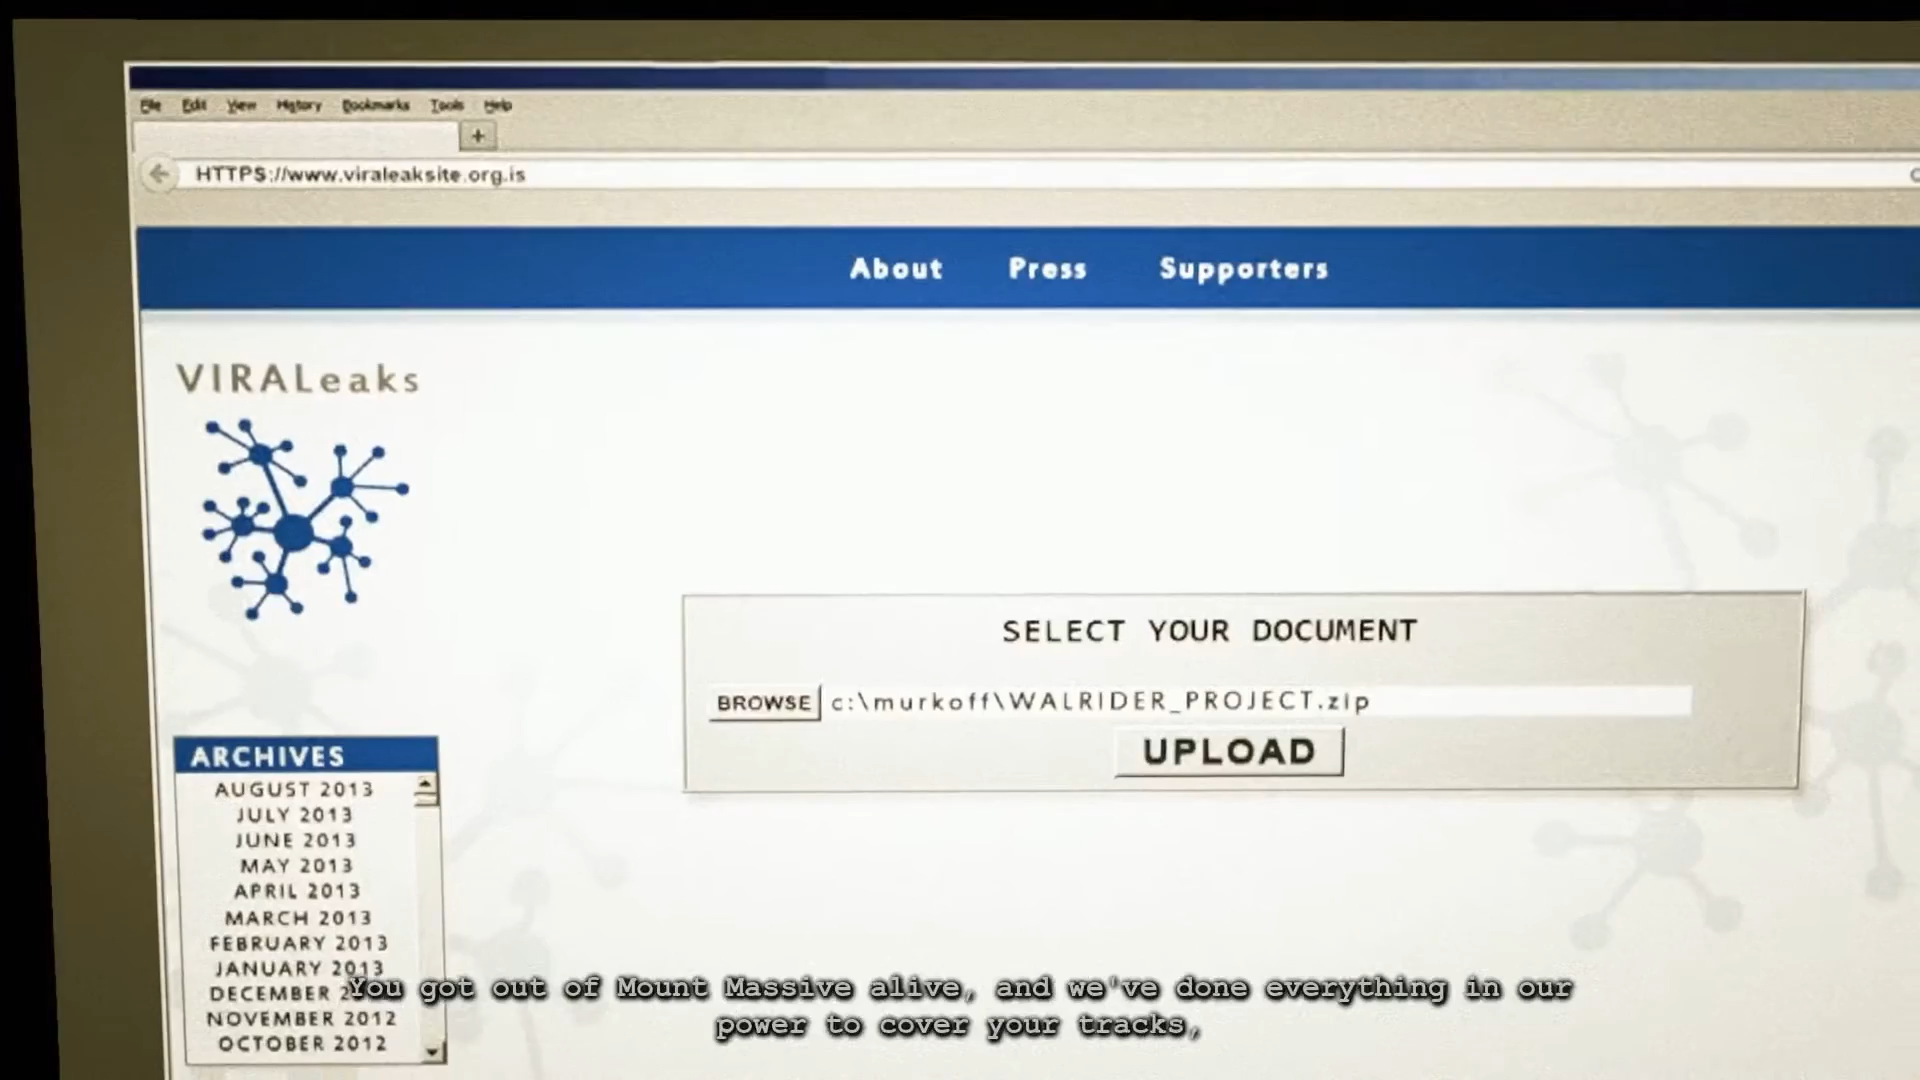 File Edit View History Bookmarks Tools Help
+
HTTPS://www.viraleaksite.org.is
About Press Supporters
VIRALeaks
SELECT YOUR DOCUMENT
BROWSE c:\murkoff\WALRIDER_PROJECT.zip
UPLOAD
ARCHIVES
AUGUST 2013
JULY 2013
JUNE 2013
MAY 2013
APRIL 2013
MARCH 2013
FEBRUARY 2013
JANUARY 2013
DECEMBER 2
NOVEMBER 2012
OCTOBER 2012
You got out of Mount Massive alive, and we've done everything in our
power to cover your tracks,